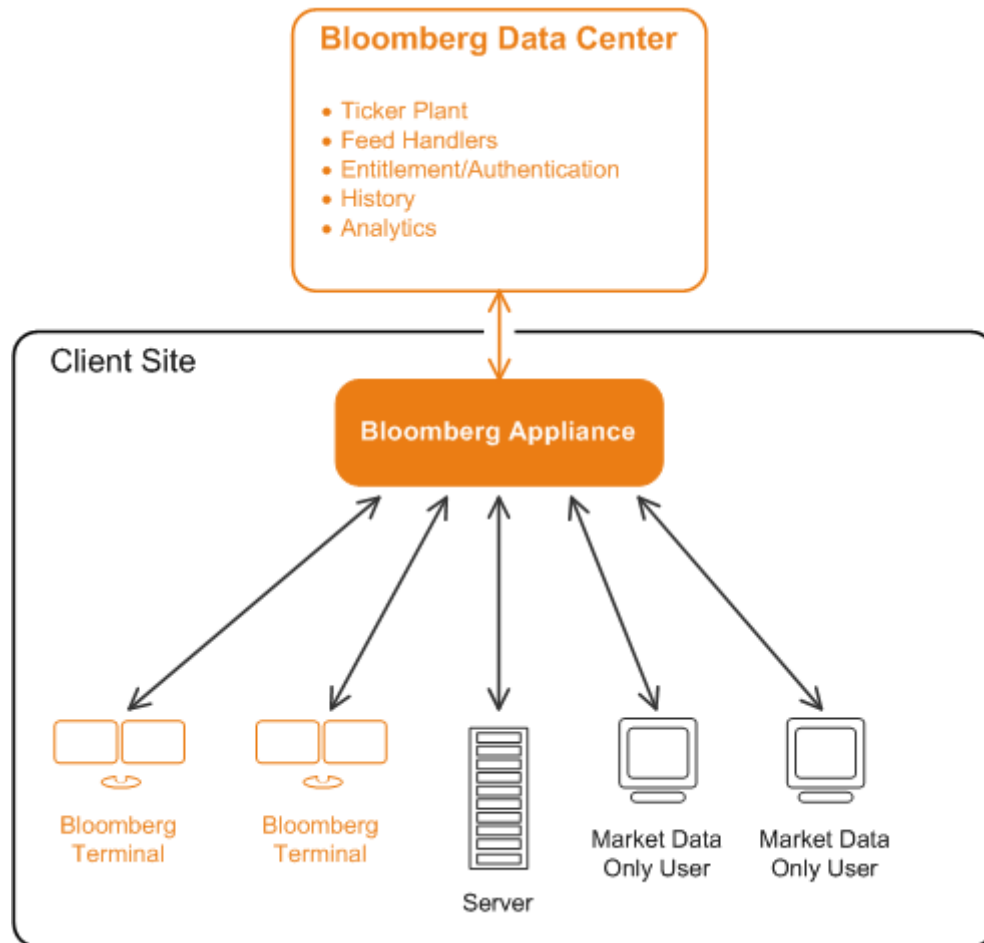 Bloomberg Data Center
• Ticker Plant
• Feed Handlers
• Entitlement/Authentication
• History
• Analytics
Client Site
Bloomberg Appliance
Bloomberg
Terminal
Bloomberg
Terminal
Server
Market Data
Only User
Market Data
Only User